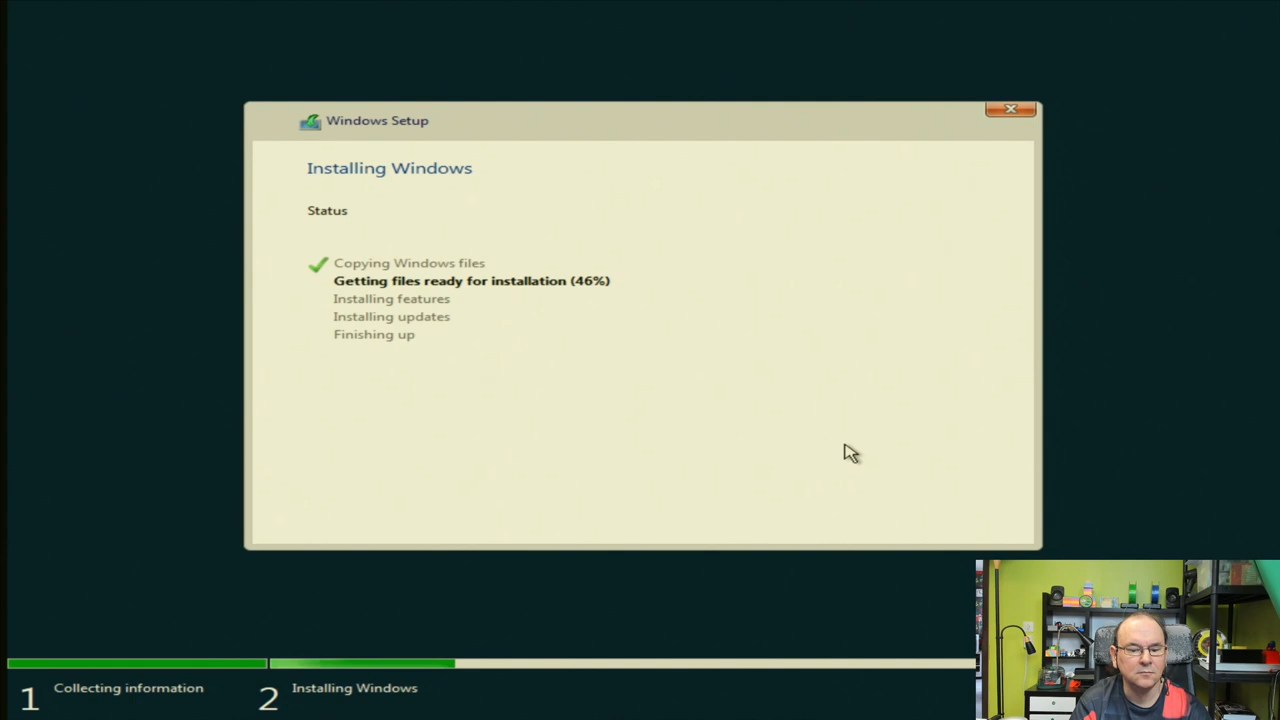 Windows Setup
Installing Windows
Status
Copying Windows files
Getting files ready for installation (46%)
Installing features
Installing updates
Finishing up
1 Collecting information
2 Installing Windows